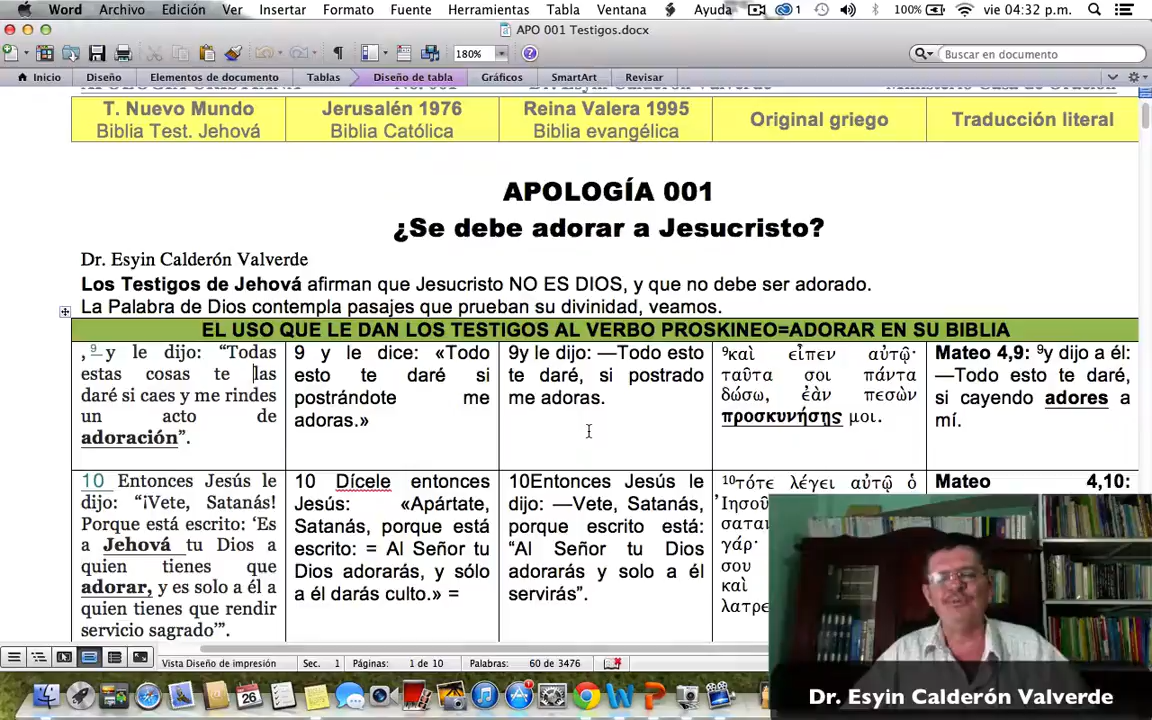 Word Archivo Edición Ver Insertar Formato Fuente Herramientas Tabla Ventana Ayuda 1 100% vie 04:32 p.m.
APO 001 Testigos.docx
180% Buscar en documento
Inicio Diseño Elementos de documento Tablas Diseño de tabla Gráficos SmartArt Revisar
T. Nuevo Mundo
Biblia Test. Jehová
Jerusalén 1976
Biblia Católica
Reina Valera 1995
Biblia evangélica
Original griego
Traducción literal
APOLOGÍA 001
¿Se debe adorar a Jesucristo?
Dr. Esyin Calderón Valverde
Los Testigos de Jehová afirman que Jesucristo NO ES DIOS, y que no debe ser adorado.
La Palabra de Dios contempla pasajes que prueban su divinidad, veamos.
EL USO QUE LE DAN LOS TESTIGOS AL VERBO PROSKINEO=ADORAR EN SU BIBLIA
, 9 y le dijo: “Todas
estas cosas te las
daré si caes y me rindes
un acto de
adoración”.
9 y le dice: «Todo
esto te daré si
postrándote me
adoras.»
9y le dijo: —Todo esto
te daré, si postrado
me adoras.
9καὶ εἶπεν αὐτῷ·
ταῦτα σοι πάντα
δώσω, ἐὰν πεσὼν
προσκυνήσῃς μοι.
Mateo 4,9: 9y dijo a él:
—Todo esto te daré,
si cayendo adores a
mí.
10 Entonces Jesús le
dijo: “¡Vete, Satanás!
Porque está escrito: ‘Es
a Jehová tu Dios a
quien tienes que
adorar, y es solo a él a
quien tienes que rendir
servicio sagrado’”.
10 Dícele entonces
Jesús: «Apártate,
Satanás, porque está
escrito: = Al Señor tu
Dios adorarás, y sólo
a él darás culto.» =
10Entonces Jesús le
dijo: —Vete, Satanás,
porque escrito está:
“Al Señor tu Dios
adorarás y solo a él
servirás”.
10τότε λέγει αὐτῷ ὁ
γάρ·
σου
καὶ
Mateo 4,10:
Vista Diseño de impresión Sec. 1 Páginas: 1 de 10 Palabras: 60 de 3476
Dr. Esyin Calderón Valverde